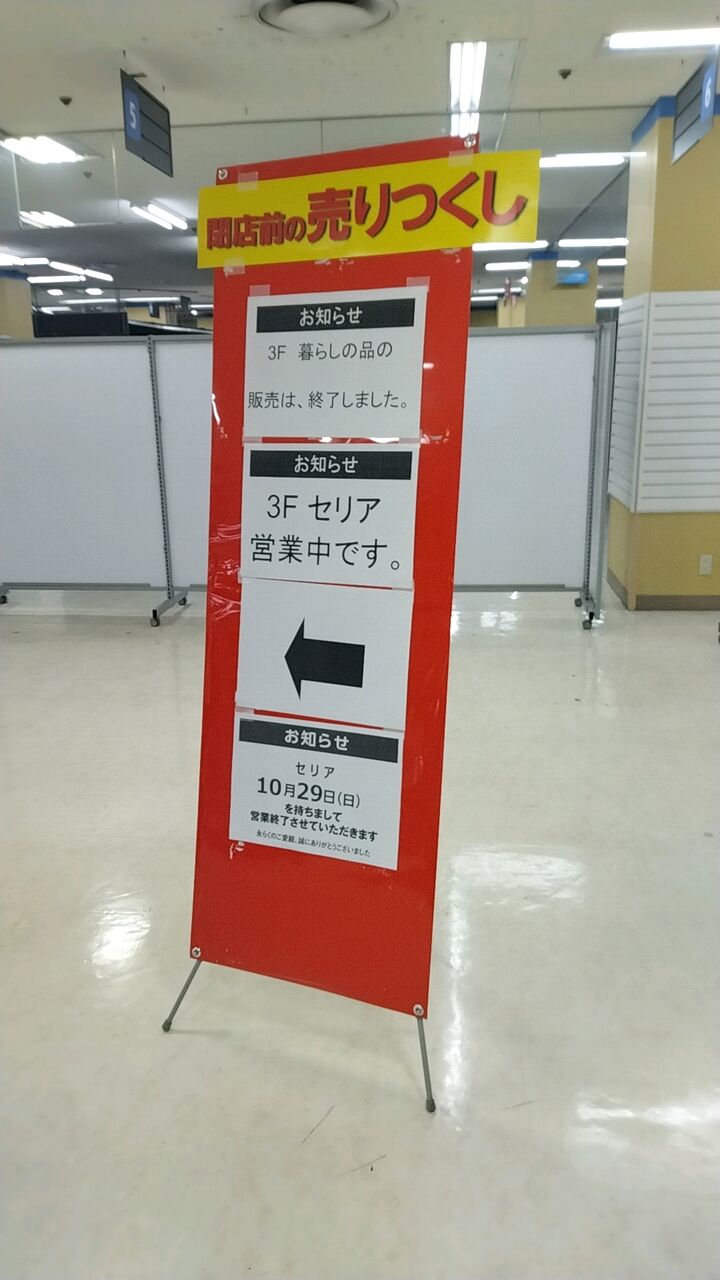 5
6
閉店前の売りつくし
お知らせ
3F 暮らしの品の
販売は、終了しました。
お知らせ
3F セリア
営業中です。
お知らせ
セリア
10月29日(日)
を持ちまして
営業終了させていただきます
永らくのご愛顧、誠にありがとうございました